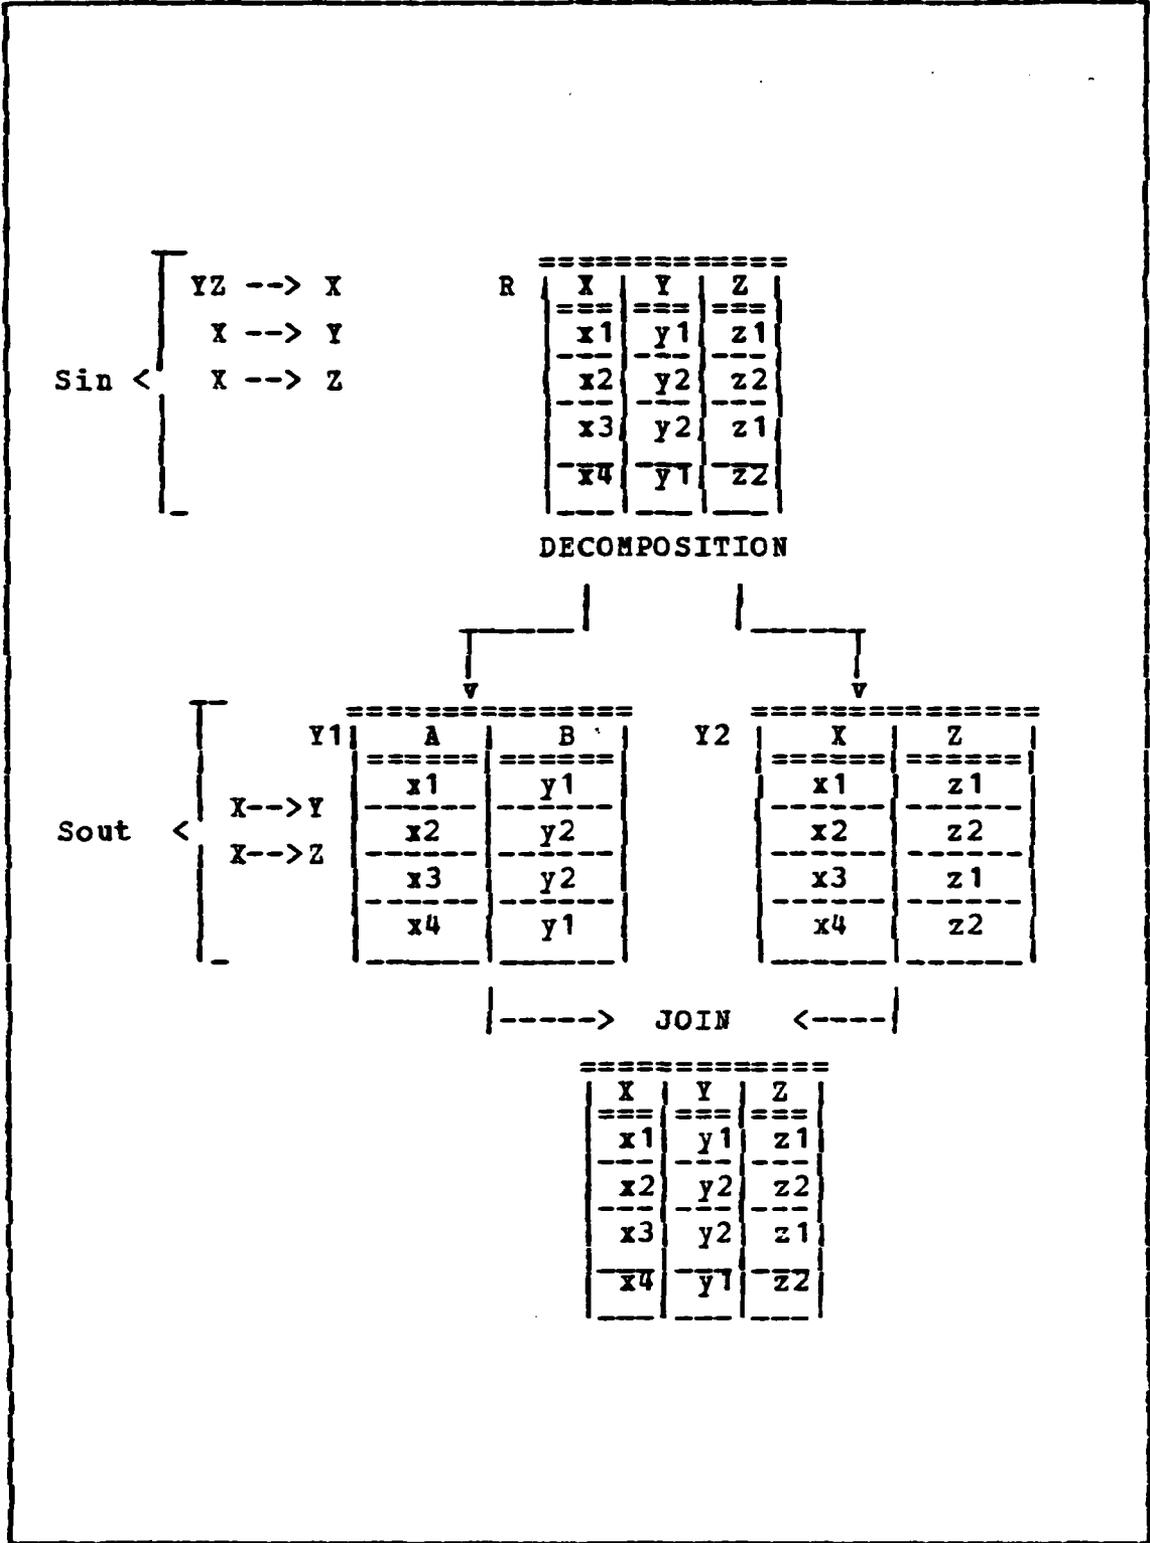 YZ --> X
X --> Y
Sin < X --> Z
R X Y Z
x1 y1 z1
x2 y2 z2
x3 y2 z1
x4 y1 z2
DECOMPOSITION
v v
Y1 A B
x1 y1
x2 y2
x3 y2
x4 y1
Y2 X Z
x1 z1
x2 z2
x3 z1
x4 z2
X-->Y
Sout <
X-->Z
-----> JOIN <----
X Y Z
x1 y1 z1
x2 y2 z2
x3 y2 z1
x4 y1 z2